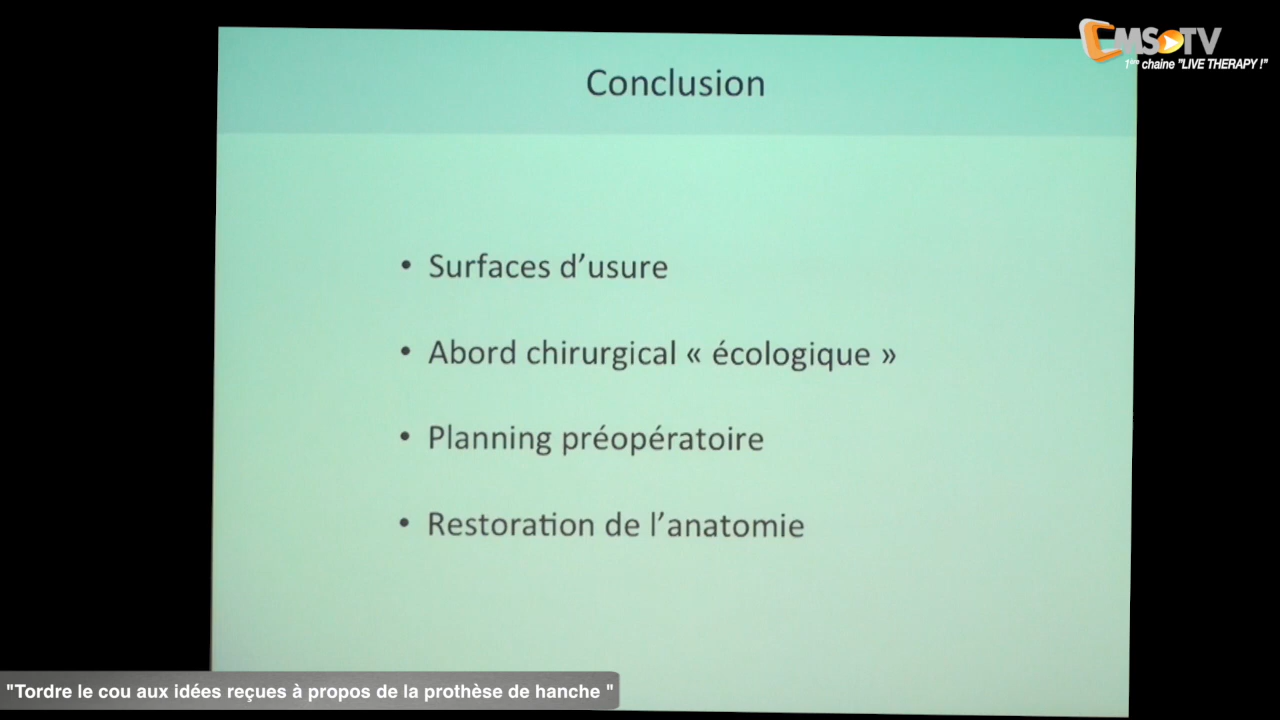 CMS TV
1ère chaine "LIVE THERAPY !"
Conclusion
• Surfaces d’usure
• Abord chirurgical « écologique »
• Planning préopératoire
• Restoration de l’anatomie
"Tordre le cou aux idées reçues à propos de la prothèse de hanche "